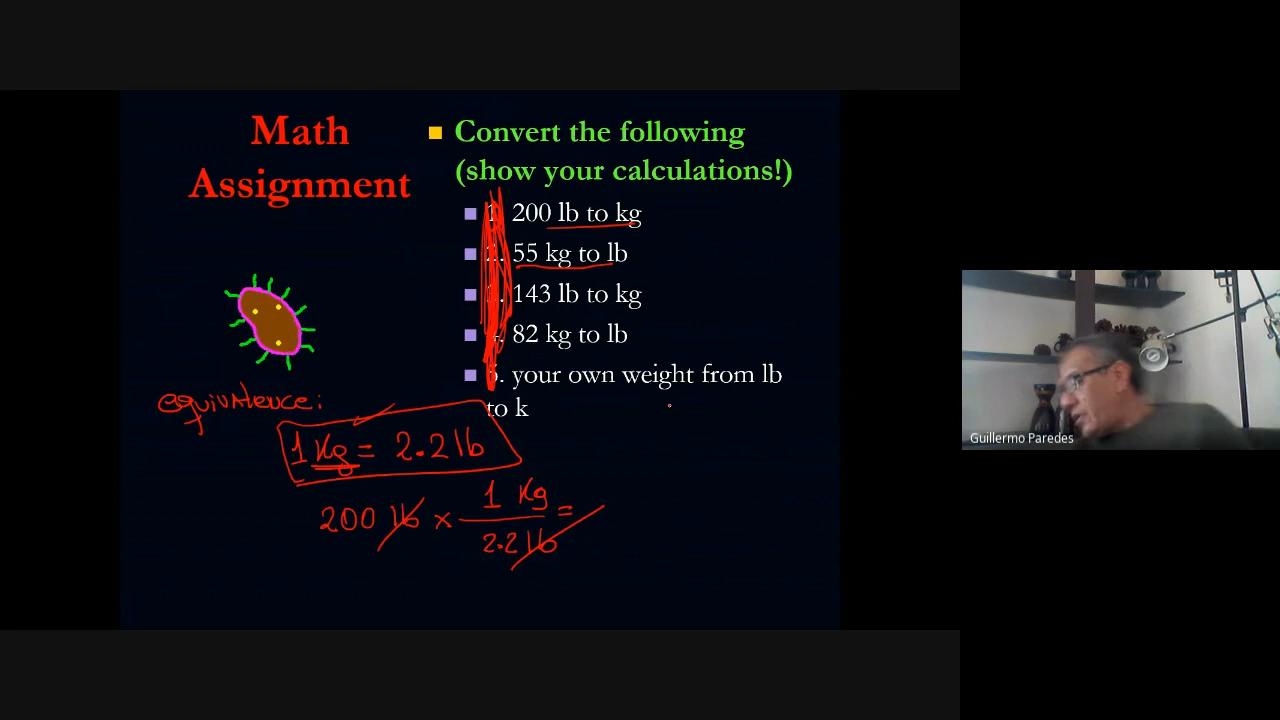 Math
Assignment
Convert the following
(show your calculations!)
200 lb to kg
55 kg to lb
143 lb to kg
82 kg to lb
your own weight from lb
to k
equivalence:
1 Kg = 2.2 lb
200 lb x 1 Kg =
2.2 lb
Guillermo Paredes